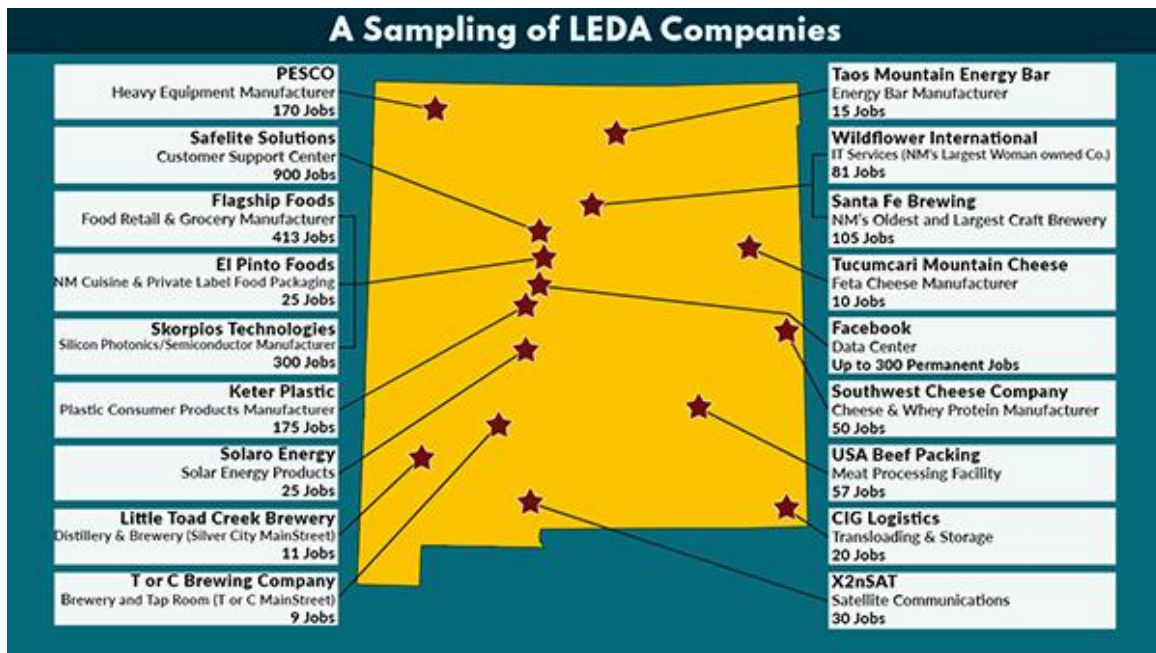 A Sampling of LEDA Companies
PESCO
Heavy Equipment Manufacturer
170 Jobs
Safelite Solutions
Customer Support Center
900 Jobs
Flagship Foods
Food Retail & Grocery Manufacturer
413 Jobs
El Pinto Foods
NM Cuisine & Private Label Food Packaging
25 Jobs
Skorpios Technologies
Silicon Photonics/Semiconductor Manufacturer
300 Jobs
Keter Plastic
Plastic Consumer Products Manufacturer
175 Jobs
Solaro Energy
Solar Energy Products
25 Jobs
Little Toad Creek Brewery
Distillery & Brewery (Silver City MainStreet)
11 Jobs
T or C Brewing Company
Brewery and Tap Room (T or C MainStreet)
9 Jobs
Taos Mountain Energy Bar
Energy Bar Manufacturer
15 Jobs
Wildflower International
IT Services (NM's Largest Woman owned Co.)
81 Jobs
Santa Fe Brewing
NM's Oldest and Largest Craft Brewery
105 Jobs
Tucumcari Mountain Cheese
Feta Cheese Manufacturer
10 Jobs
Facebook
Data Center
Up to 300 Permanent Jobs
Southwest Cheese Company
Cheese & Whey Protein Manufacturer
50 Jobs
USA Beef Packing
Meat Processing Facility
57 Jobs
CIG Logistics
Transloading & Storage
20 Jobs
X2nSAT
Satellite Communications
30 Jobs